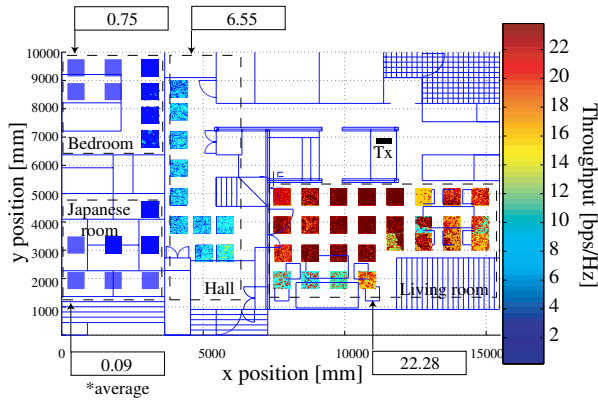 0.75
6.55
10000
9000
8000
7000
6000
5000
4000
3000
2000
1000
y position [mm]
Bedroom
Japanese
room
Hall
Tx
Living room
0
5000
10000
15000
x position [mm]
0.09
*average
22.28
22
20
18
16
14
12
10
8
6
4
2
Throughput [bps/Hz]